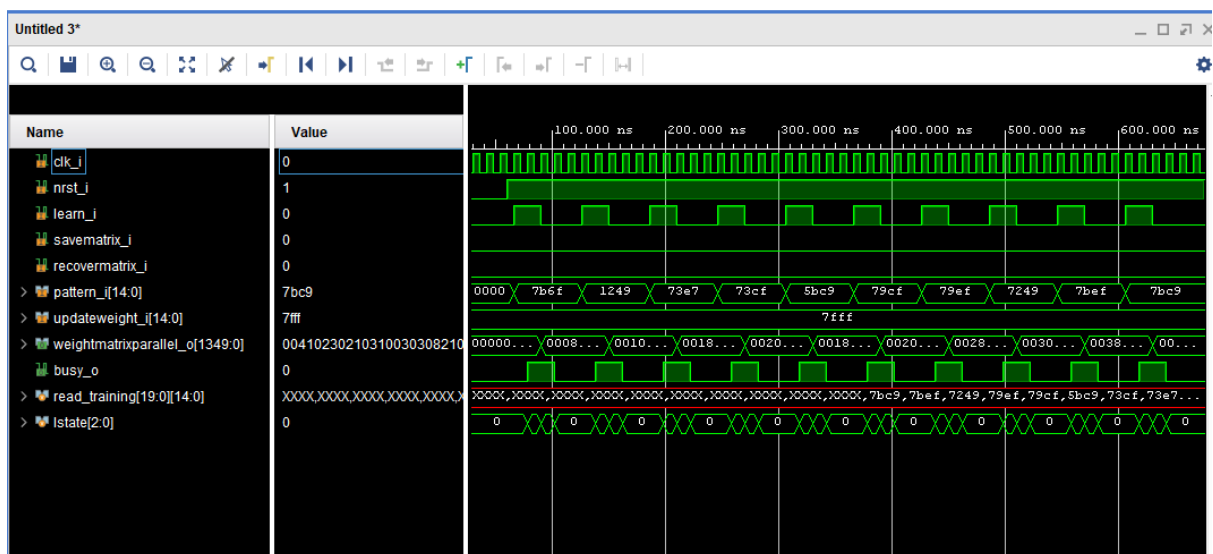 Untitled 3*
Name Value
100.000 ns 200.000 ns 300.000 ns 400.000 ns 500.000 ns 600.000 ns
clk_i 0
nrst_i 1
learn_i 0
savematrix_i 0
recovermatrix_i 0
pattern_i[14:0] 7bc9 0000 7b6f 1249 73e7 73cf 5bc9 79cf 79ef 7249 7bef 7bc9
updateweight_i[14:0] 7fff 7fff
weightmatrixparallel_o[1349:0] 00410230210310030308210 00000... 0008... 0010... 0018... 0020... 0018... 0020... 0028... 0030... 0038... 00...
busy_o 0
read_training[19:0][14:0] XXXX,XXXX,XXXX,XXXX,XXXX,X XXXX,XXXX,XXXX,XXXX,XXXX,XXXX,XXXX,XXXX,XXXX,XXXX,7bc9,7bef,7249,79ef,79cf,5bc9,73cf,73e7...
lstate[2:0] 0 0 0 0 0 0 0 0 0 0 0 0